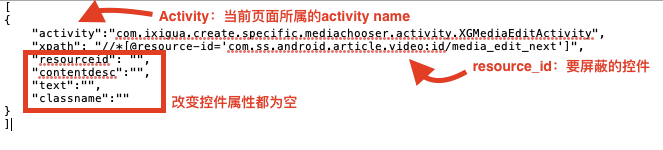 [
{
Activity：当前页面所属的activity name
"activity":"com.ixigua.create.specific.mediachooser.activity.XGMediaEditActivity",
"xpath": "//*[@resource-id='com.ss.android.article.video:id/media_edit_next']",
"resourceid": "",
resource_id：要屏蔽的控件
"contentdesc":"",
"text":"",
"classname":""
改变控件属性都为空
}
]